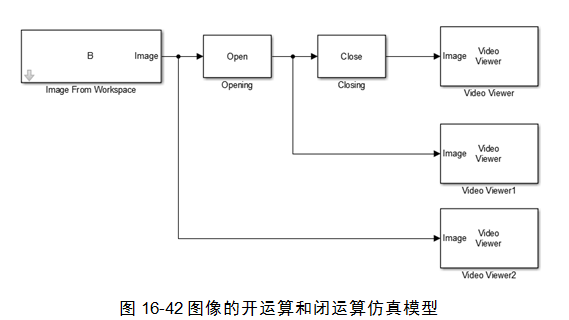 B
Image
Image From Workspace
Open
Opening
Close
Closing
Image
Video
Viewer
Video Viewer
Image
Video
Viewer
Video Viewer1
Image
Video
Viewer
Video Viewer2
图 16-42 图像的开运算和闭运算仿真模型